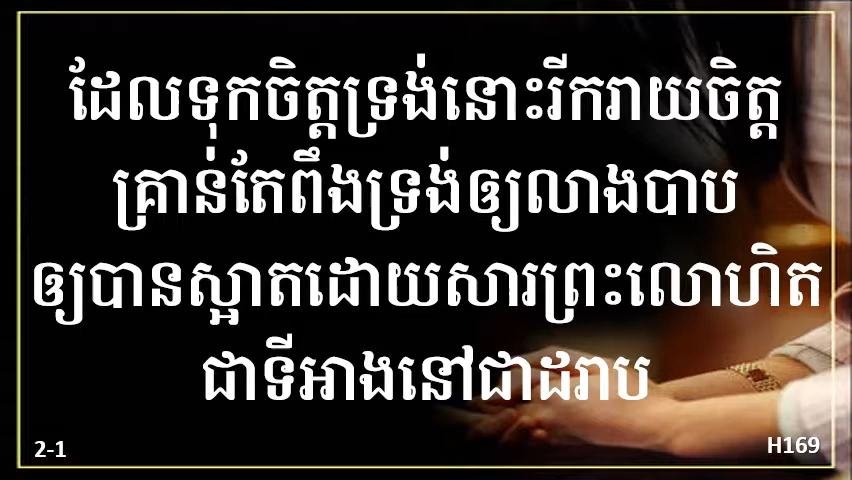 ដែលទុកចិត្តទ្រង់នោះរីករាយចិត្ត
គ្រាន់តែពឹងទ្រង់ឲ្យលាងបាប
ឲ្យបានស្អាតដោយសារព្រះលោហិត
ជាទីអាងនៅជាដរាប
2-1
H169